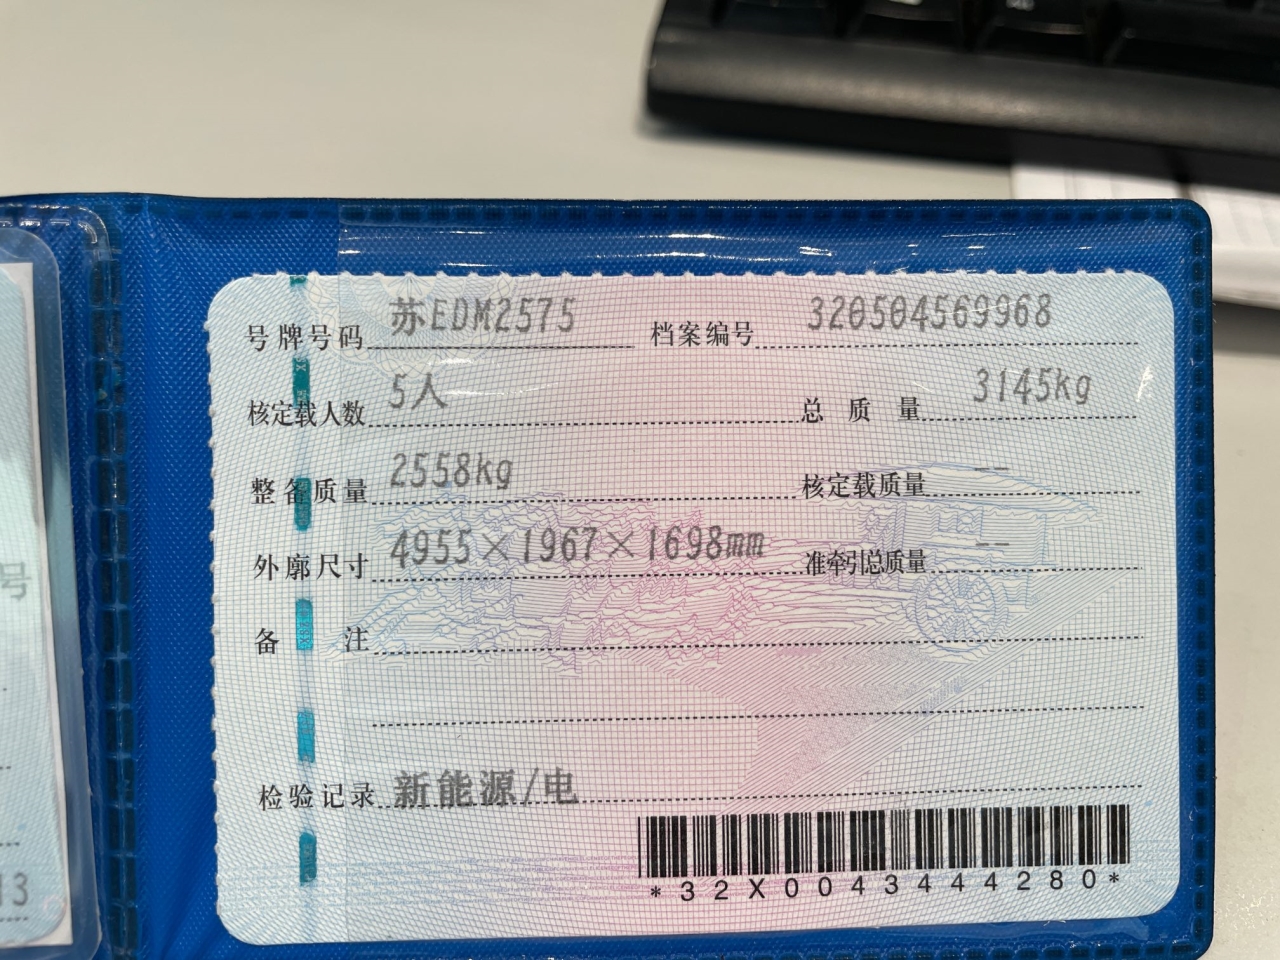 号牌号码 苏EDM2575 档案编号 320504569968
核定载人数 5人 总质量 3145kg
整备质量 2558kg 核定载质量 --
外廓尺寸 4955×1967×1698mm 准牵引总质量 --
备注
检验记录 新能源/电
*32X0043444280*
号
13